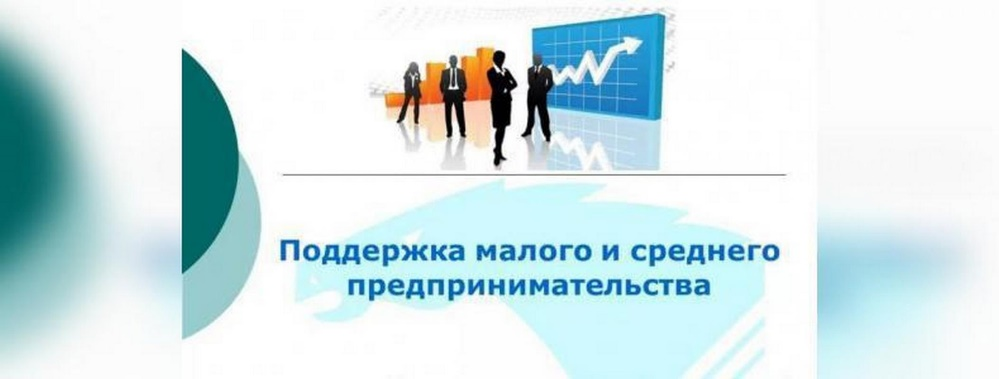 Поддержка малого и среднего
предпринимательства